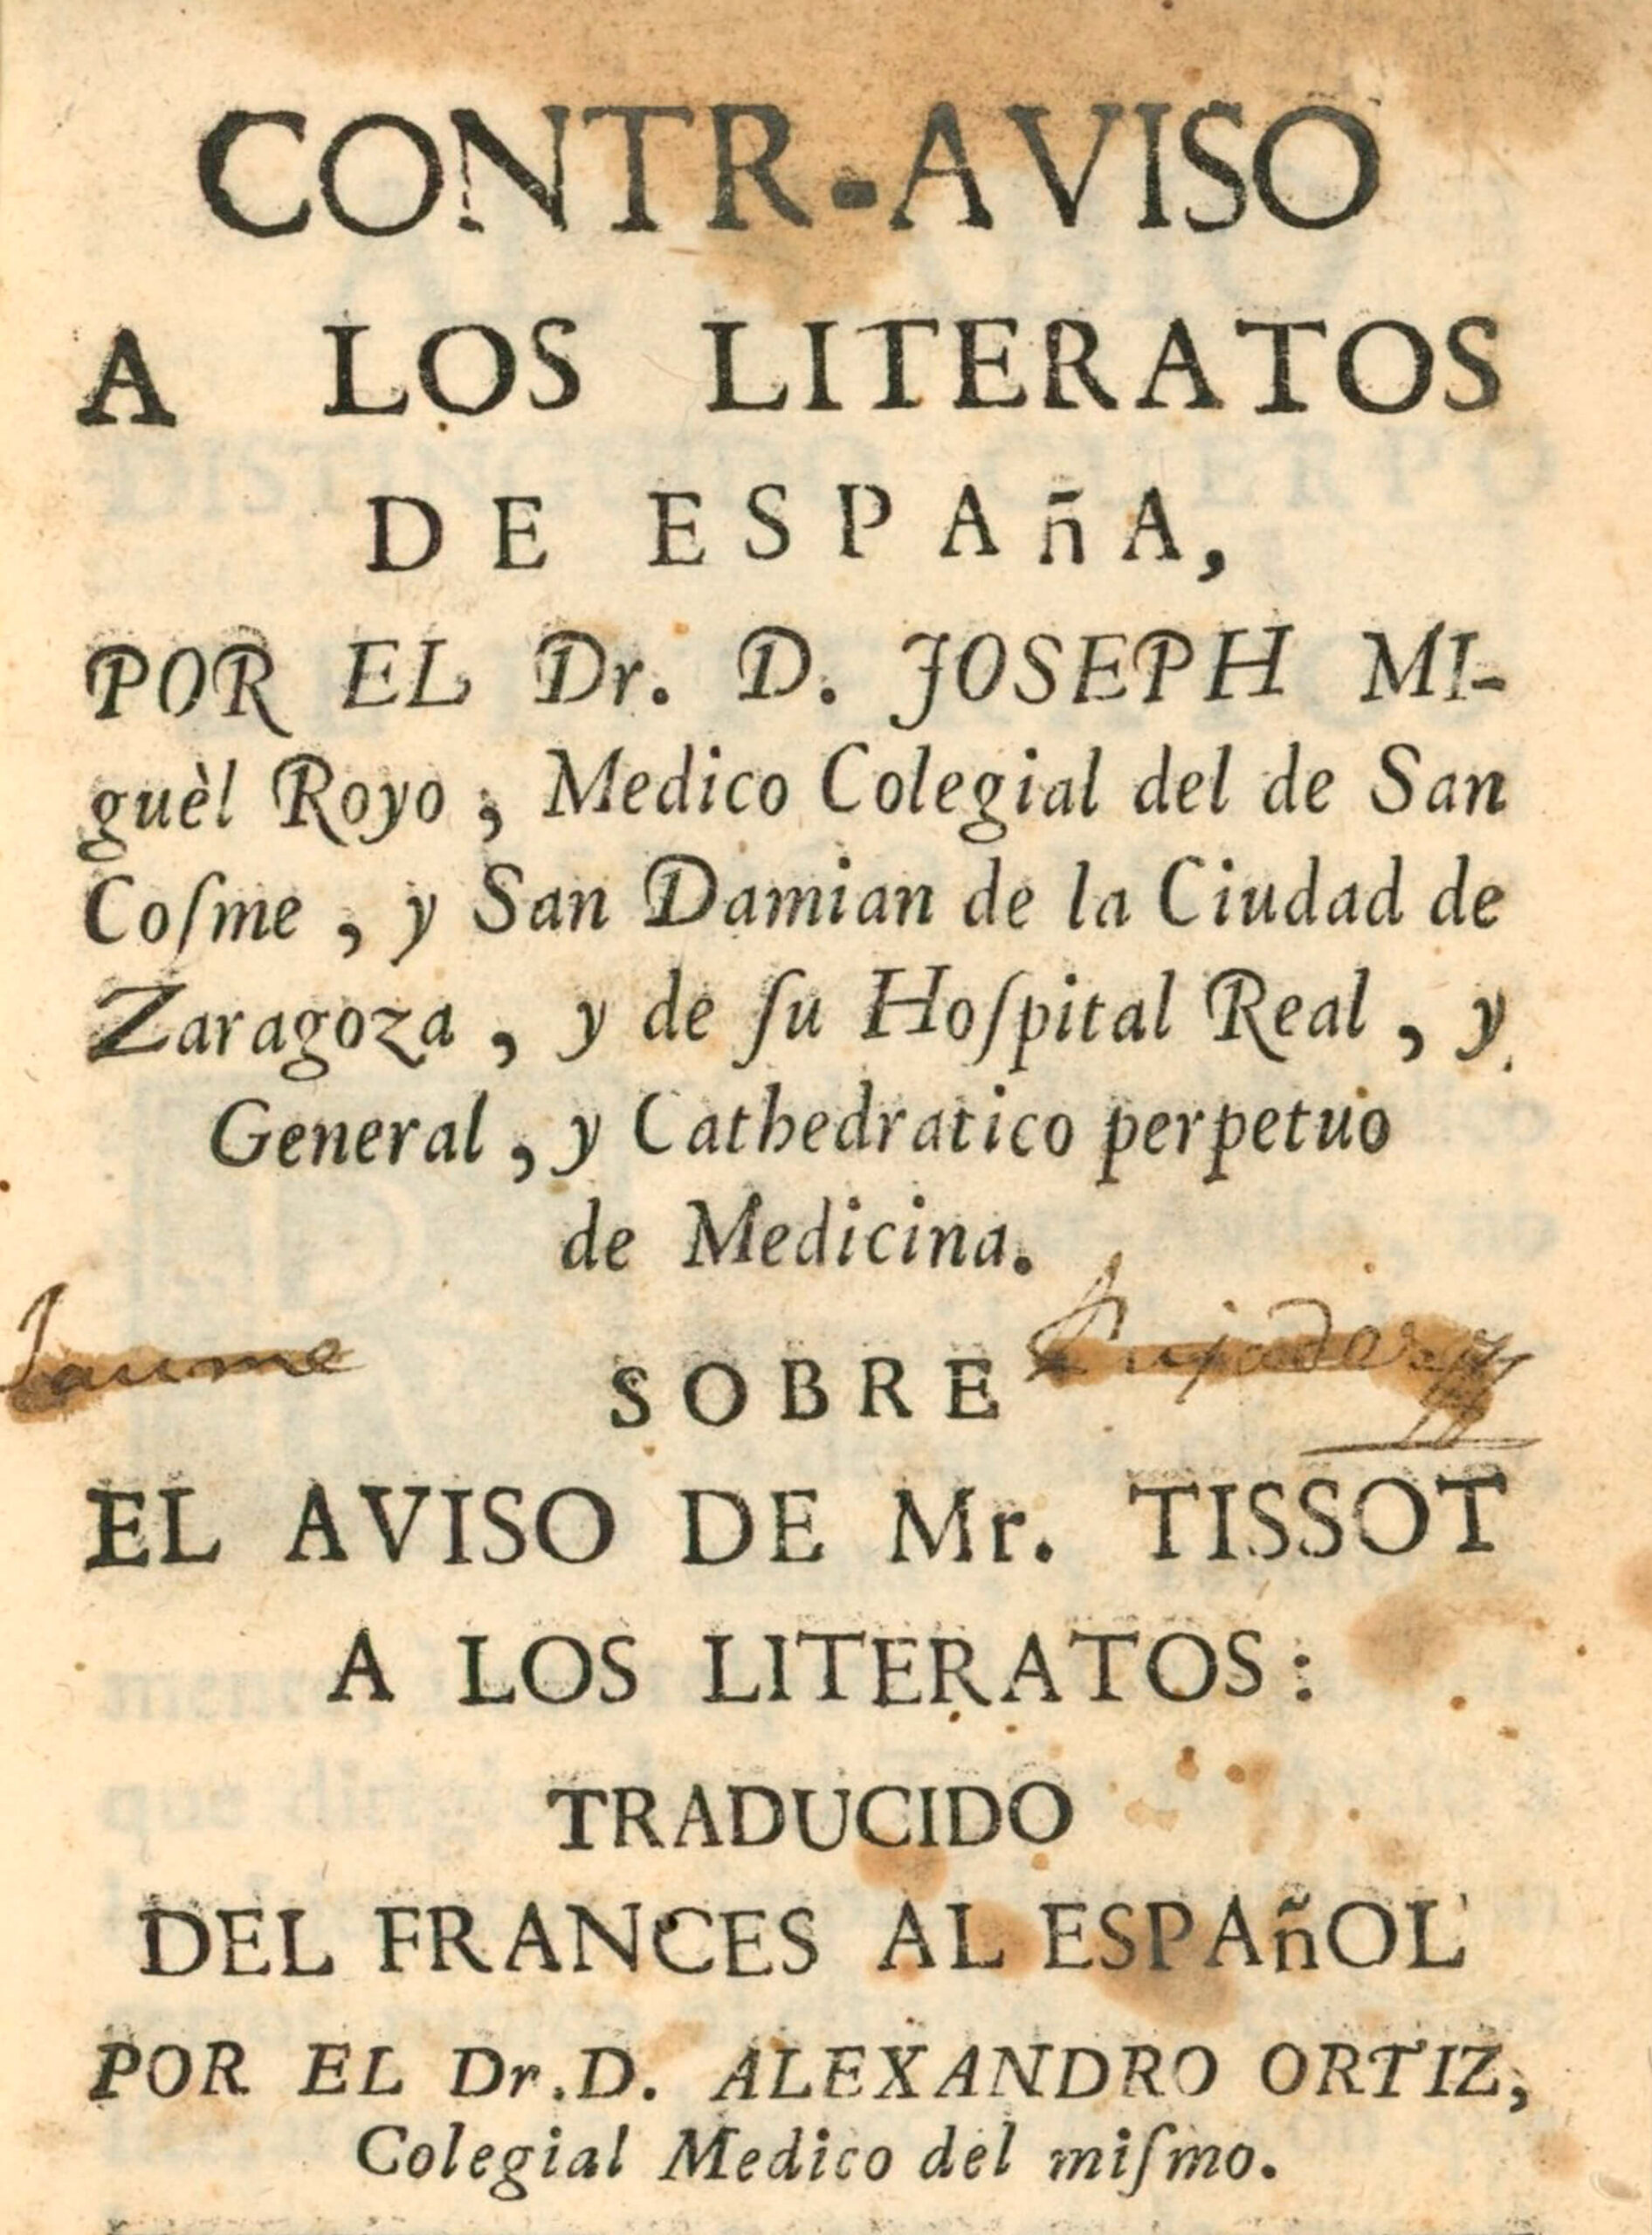 CONTR-AVISO
A LOS LITERATOS
DE ESPAñA,
POR EL Dr. D. JOSEPH MI-
guèl Royo, Medico Colegial del de San
Coſme, y San Damian de la Ciudad de
Zaragoza, y de ſu Hoſpital Real, y
General, y Cathedratico perpetuo
de Medicina.
Jaume
SOBRE
EL AVISO DE Mr. TISSOT
A LOS LITERATOS:
TRADUCIDO
DEL FRANCES AL ESPAñOL
POR EL Dr. D. ALEXANDRO ORTIZ,
Colegial Medico del miſmo.